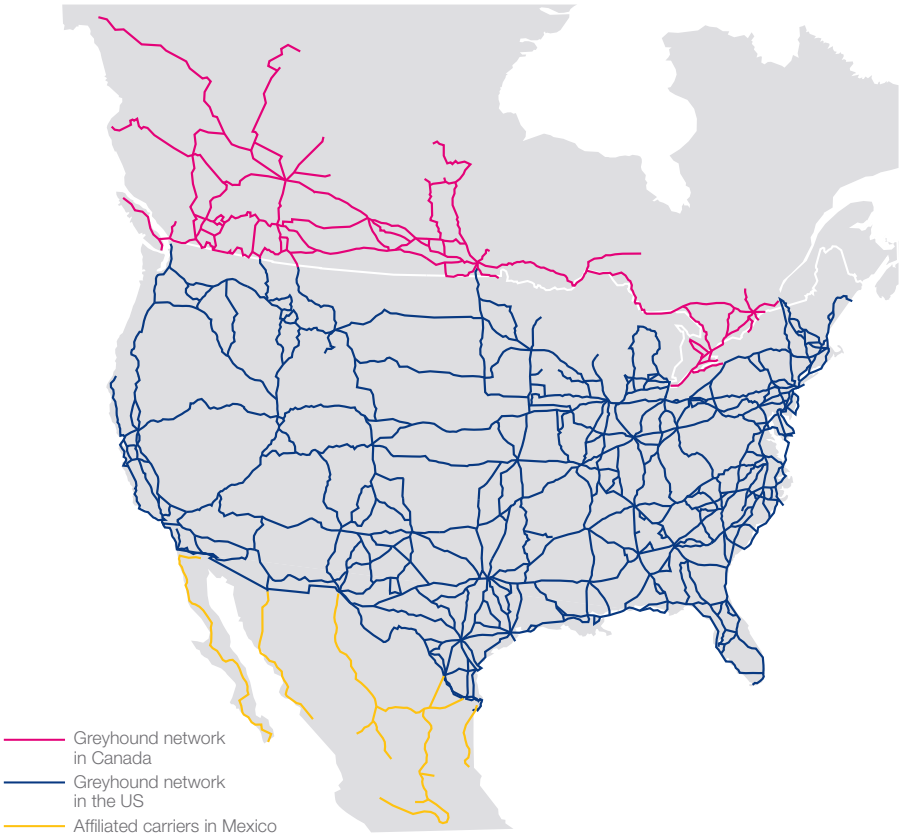 Greyhound network
in Canada
Greyhound network
in the US
Affiliated carriers in Mexico